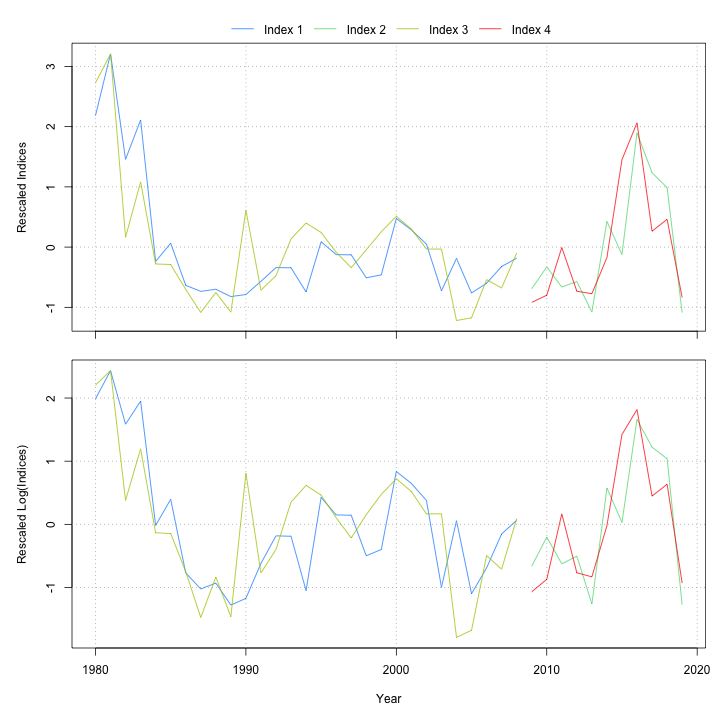 Index 1 Index 2 Index 3 Index 4
Rescaled Indices
3
2
1
0
-1
Rescaled Log(Indices)
2
1
0
-1
1980 1990 2000 2010 2020
Year